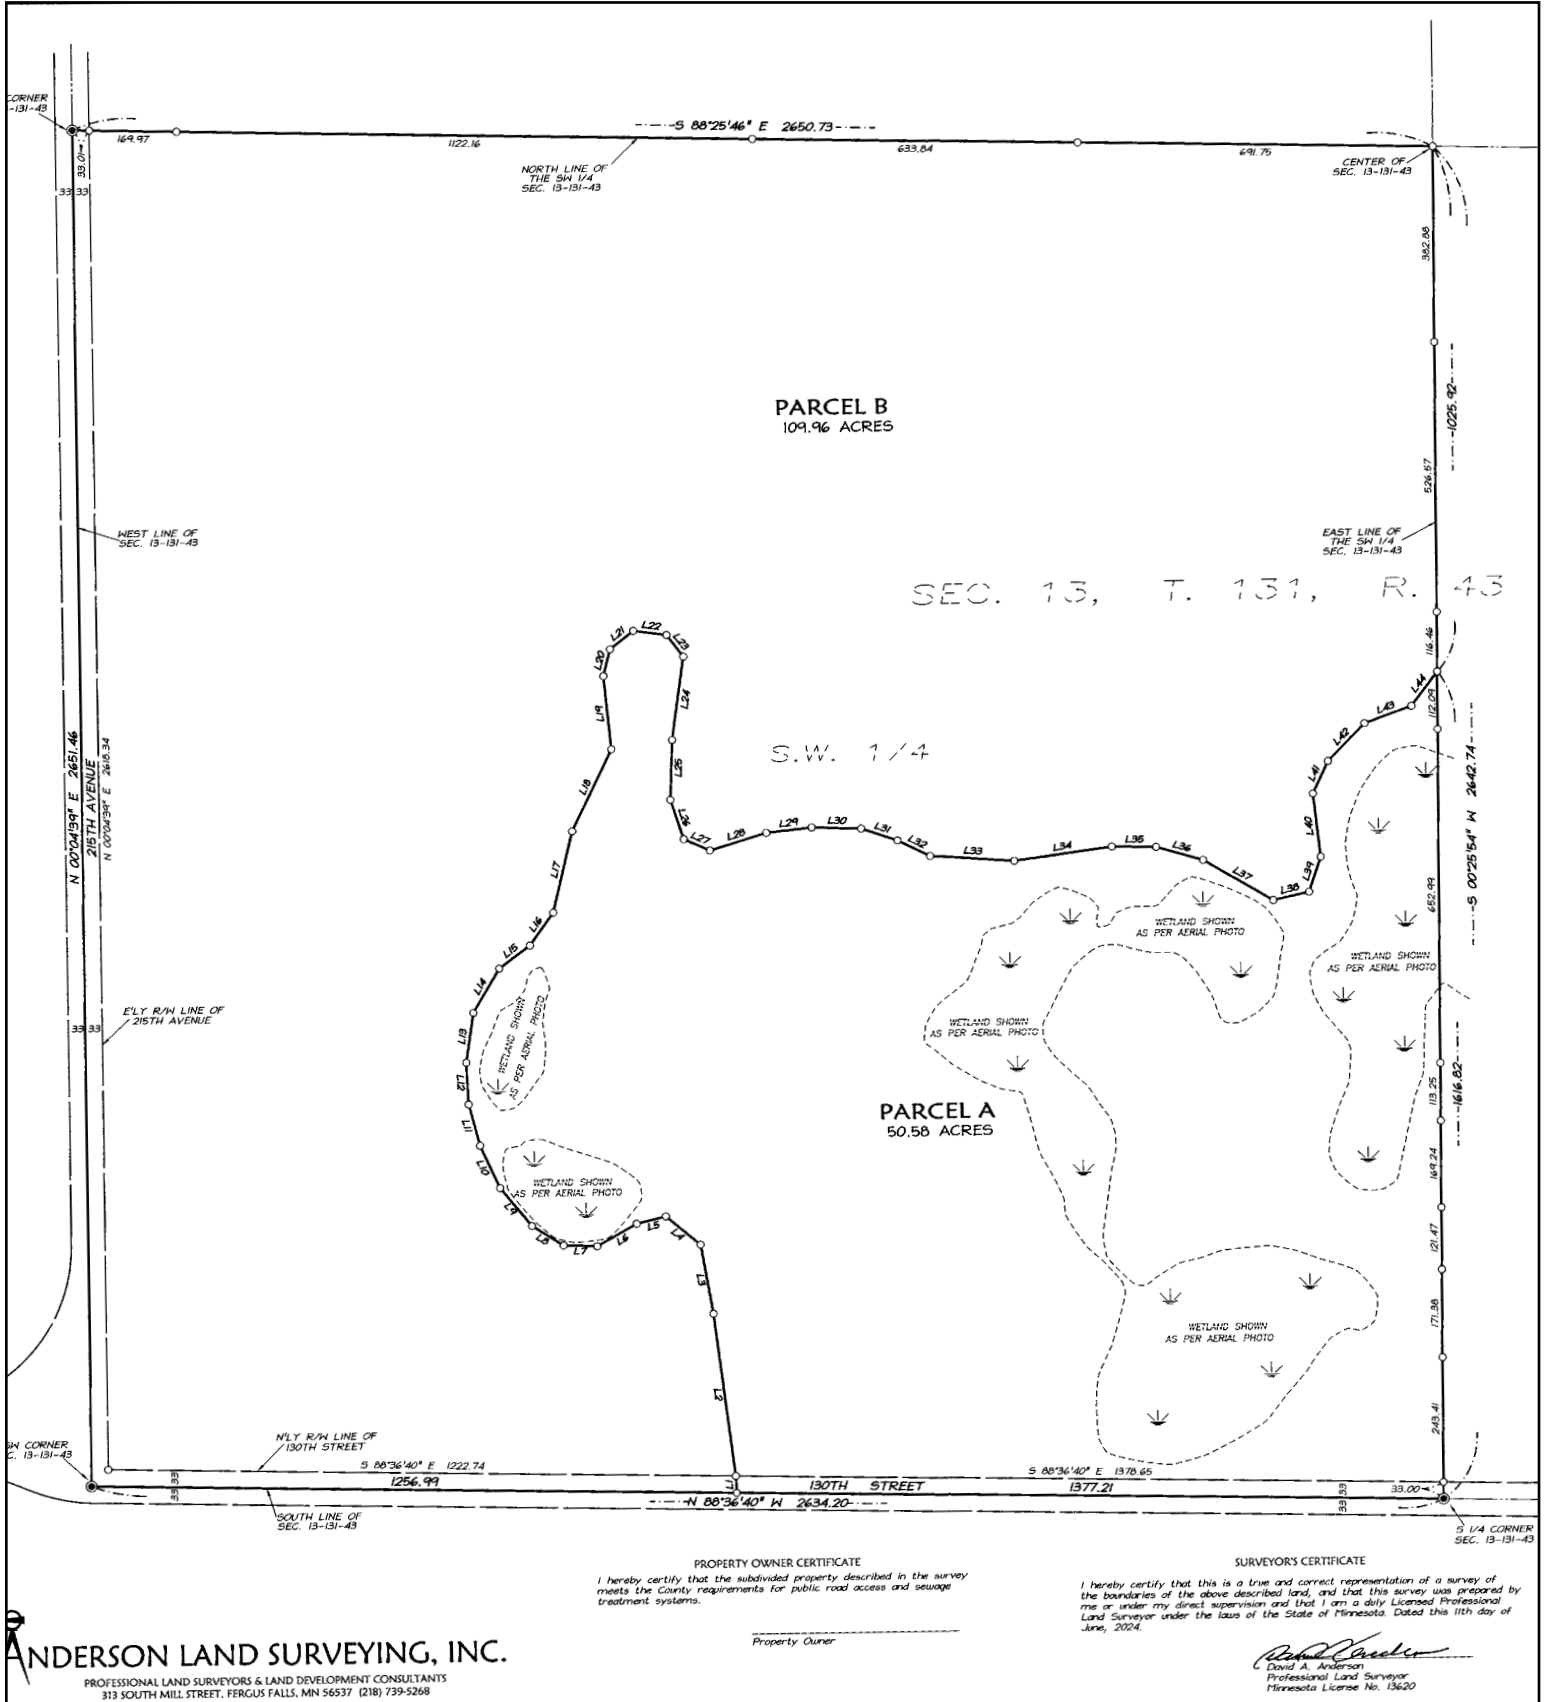 CORNER
-131-43
33.01
33 33
169.97
1122.16
S 88°25'46" E 2650.73
633.84
691.75
NORTH LINE OF
THE SW 1/4
SEC. 13-131-43
CENTER OF
SEC. 13-131-43
382.88
1025.92
PARCEL B
109.96 ACRES
526.57
WEST LINE OF
SEC. 13-131-43
EAST LINE OF
THE SW 1/4
SEC. 13-131-43
SEC. 13, T. 131, R. 43
116.46
L22
L21
L23
L20
L24
L19
L44
112.09
L43
N 00°04'39" E 2651.46
215TH AVENUE
N 00°04'39" E 2618.34
S.W. 1/4
L42
L25
L41
L18
L26
L27
L28
L29
L30
L31
L32
L33
L34
L35
L36
L37
L38
L39
L40
S 00°25'54" W 2642.74
652.99
L17
L16
L15
L14
WETLAND SHOWN
AS PER AERIAL PHOTO
WETLAND SHOWN
AS PER AERIAL PHOTO
WETLAND SHOWN
AS PER AERIAL PHOTO
WETLAND SHOWN
AS PER AERIAL PHOTO
E'LY R/W LINE OF
215TH AVENUE
33 33
L13
L12
L11
L10
PARCEL A
50.58 ACRES
113.25
1616.82
169.24
WETLAND SHOWN
AS PER AERIAL PHOTO
L9
L8
L7
L6
L5
L4
L3
121.47
171.38
WETLAND SHOWN
AS PER AERIAL PHOTO
L2
243.41
SW CORNER
C. 13-131-43
N'LY R/W LINE OF
130TH STREET
S 88°36'40" E 1222.74
1256.99
33 33
L1
S 88°36'40" E 1378.65
130TH STREET
1377.21
33.00
33 33
N 88°36'40" W 2634.20
SOUTH LINE OF
SEC. 13-131-43
S 1/4 CORNER
SEC. 13-131-43
PROPERTY OWNER CERTIFICATE
I hereby certify that the subdivided property described in the survey
meets the County requirements for public road access and sewage
treatment systems.
Property Owner
SURVEYOR'S CERTIFICATE
I hereby certify that this is a true and correct representation of a survey of
the boundaries of the above described land, and that this survey was prepared by
me or under my direct supervision and that I am a duly Licensed Professional
Land Surveyor under the laws of the State of Minnesota. Dated this 11th day of
June, 2024.
David A. Anderson
Professional Land Surveyor
Minnesota License No. 13620
ANDERSON LAND SURVEYING, INC.
PROFESSIONAL LAND SURVEYORS & LAND DEVELOPMENT CONSULTANTS
313 SOUTH MILL STREET, FERGUS FALLS, MN 56537 (218) 739-5268